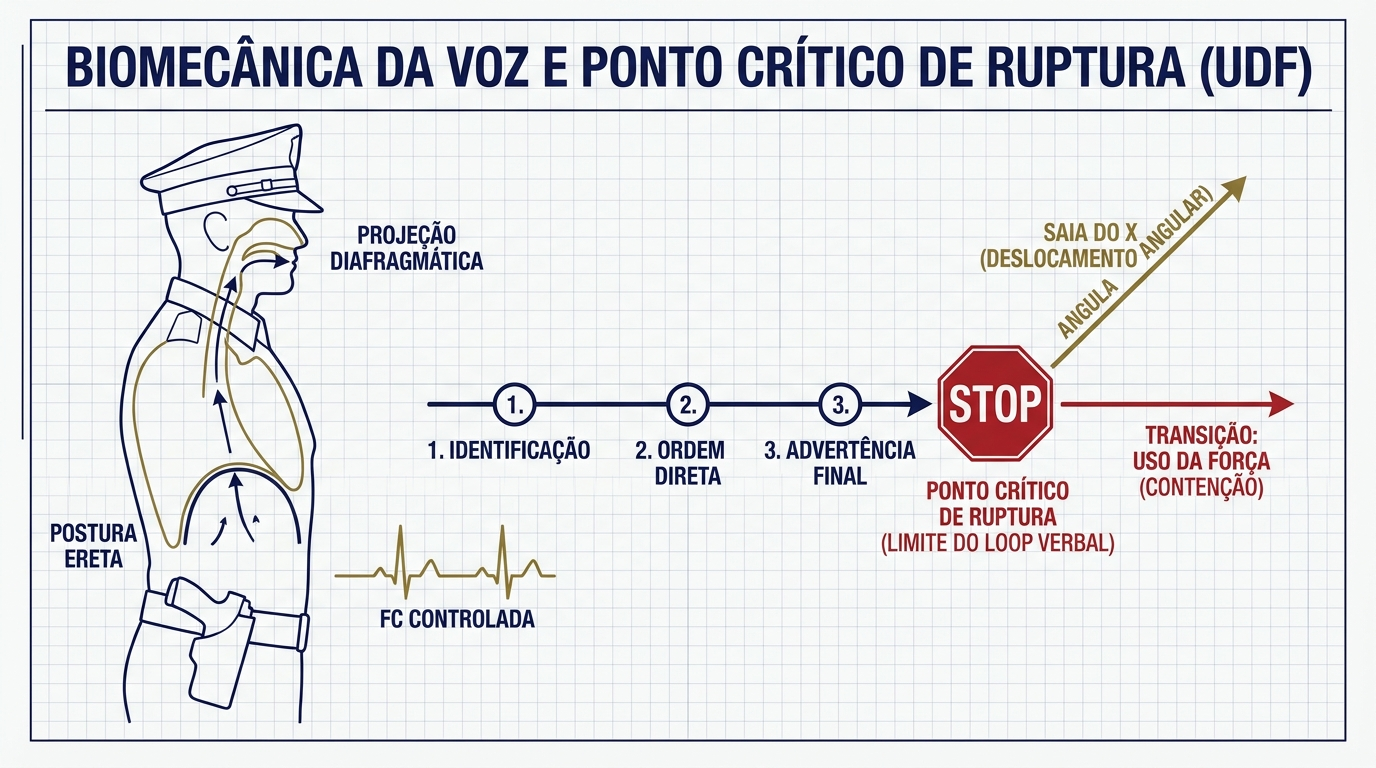 BIOMECÂNICA DA VOZ E PONTO CRÍTICO DE RUPTURA (UDF)
PROJEÇÃO
DIAFRAGMÁTICA
POSTURA
ERETA
FC CONTROLADA
1.
2.
3.
1. IDENTIFICAÇÃO
2. ORDEM
DIRETA
3. ADVERTÊNCIA
FINAL
STOP
PONTO CRÍTICO
DE RUPTURA
(LIMITE DO LOOP VERBAL)
SAIA DO X
(DESLOCAMENTO ANGULAR)
ANGULA
TRANSIÇÃO:
USO DA FORÇA
(CONTENÇÃO)